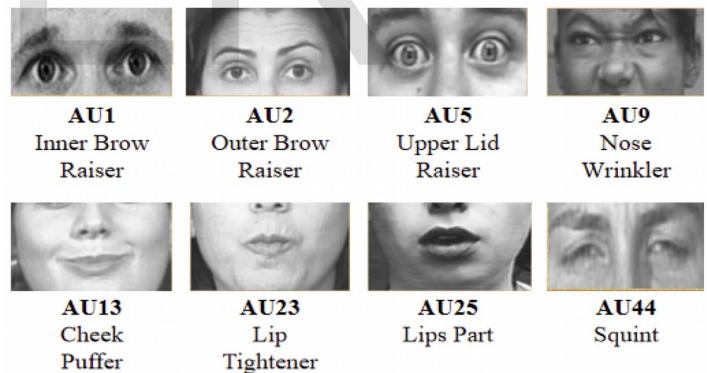 AU1 AU2 AU5 AU9
Inner Brow Outer Brow Upper Lid Nose
Raiser Raiser Raiser Wrinkler
AU13 AU23 AU25 AU44
Cheek Lip Lips Part Squint
Puffer Tightener